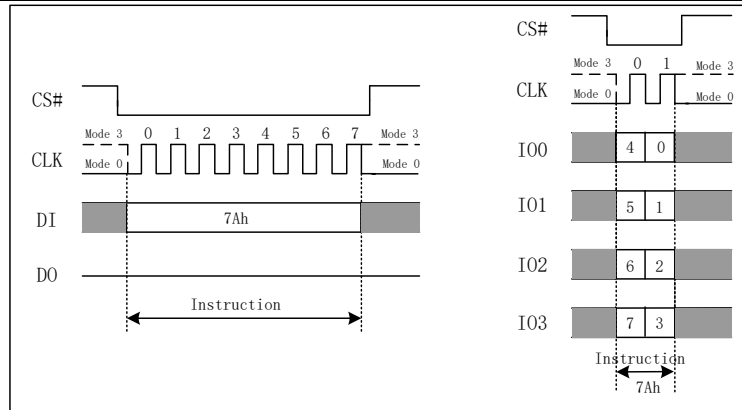 CS#
Mode 3 0 1 2 3 4 5 6 7 Mode 3
CLK
Mode 0 Mode 0
DI 7Ah
DO
Instruction
CS#
Mode 3 0 1 Mode 3
CLK
Mode 0 Mode 0
IO0 4 0
IO1 5 1
IO2 6 2
IO3 7 3
Instruction
7Ah